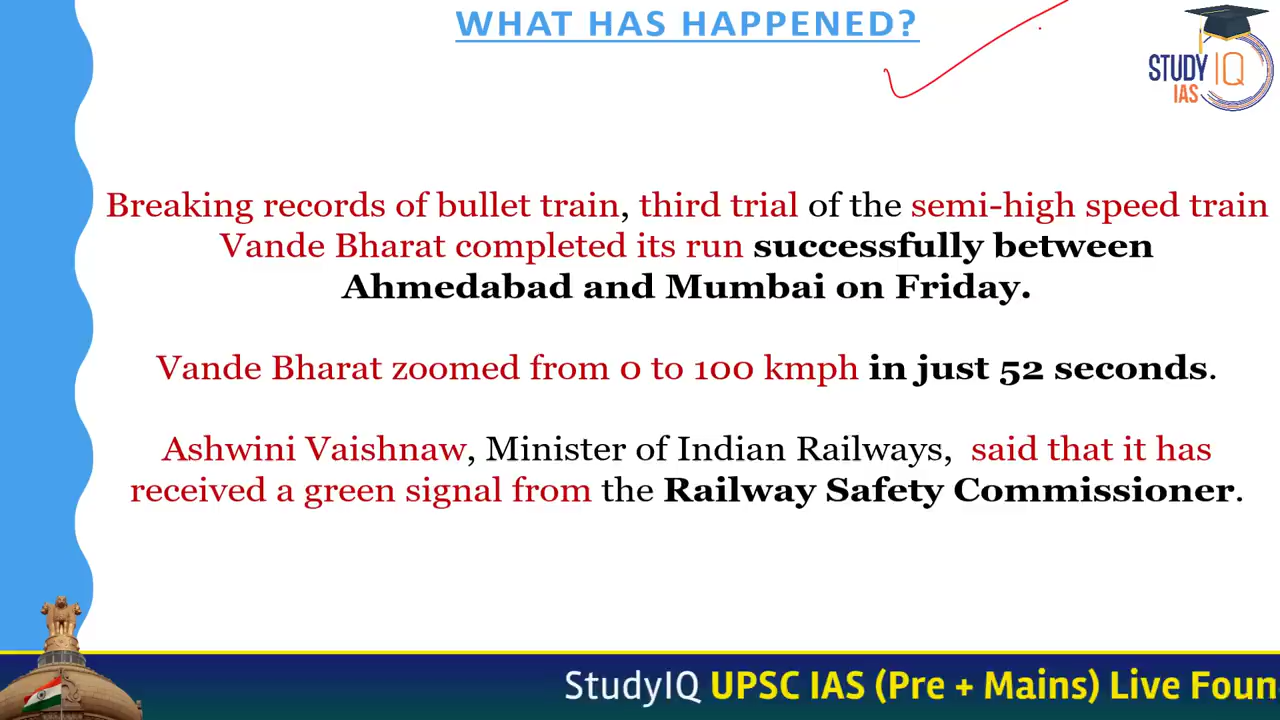 WHAT HAS HAPPENED?
STUDY IQ
IAS
Breaking records of bullet train, third trial of the semi-high speed train
Vande Bharat completed its run successfully between
Ahmedabad and Mumbai on Friday.
Vande Bharat zoomed from 0 to 100 kmph in just 52 seconds.
Ashwini Vaishnaw, Minister of Indian Railways, said that it has
received a green signal from the Railway Safety Commissioner.
StudyIQ UPSC IAS (Pre + Mains) Live Foun